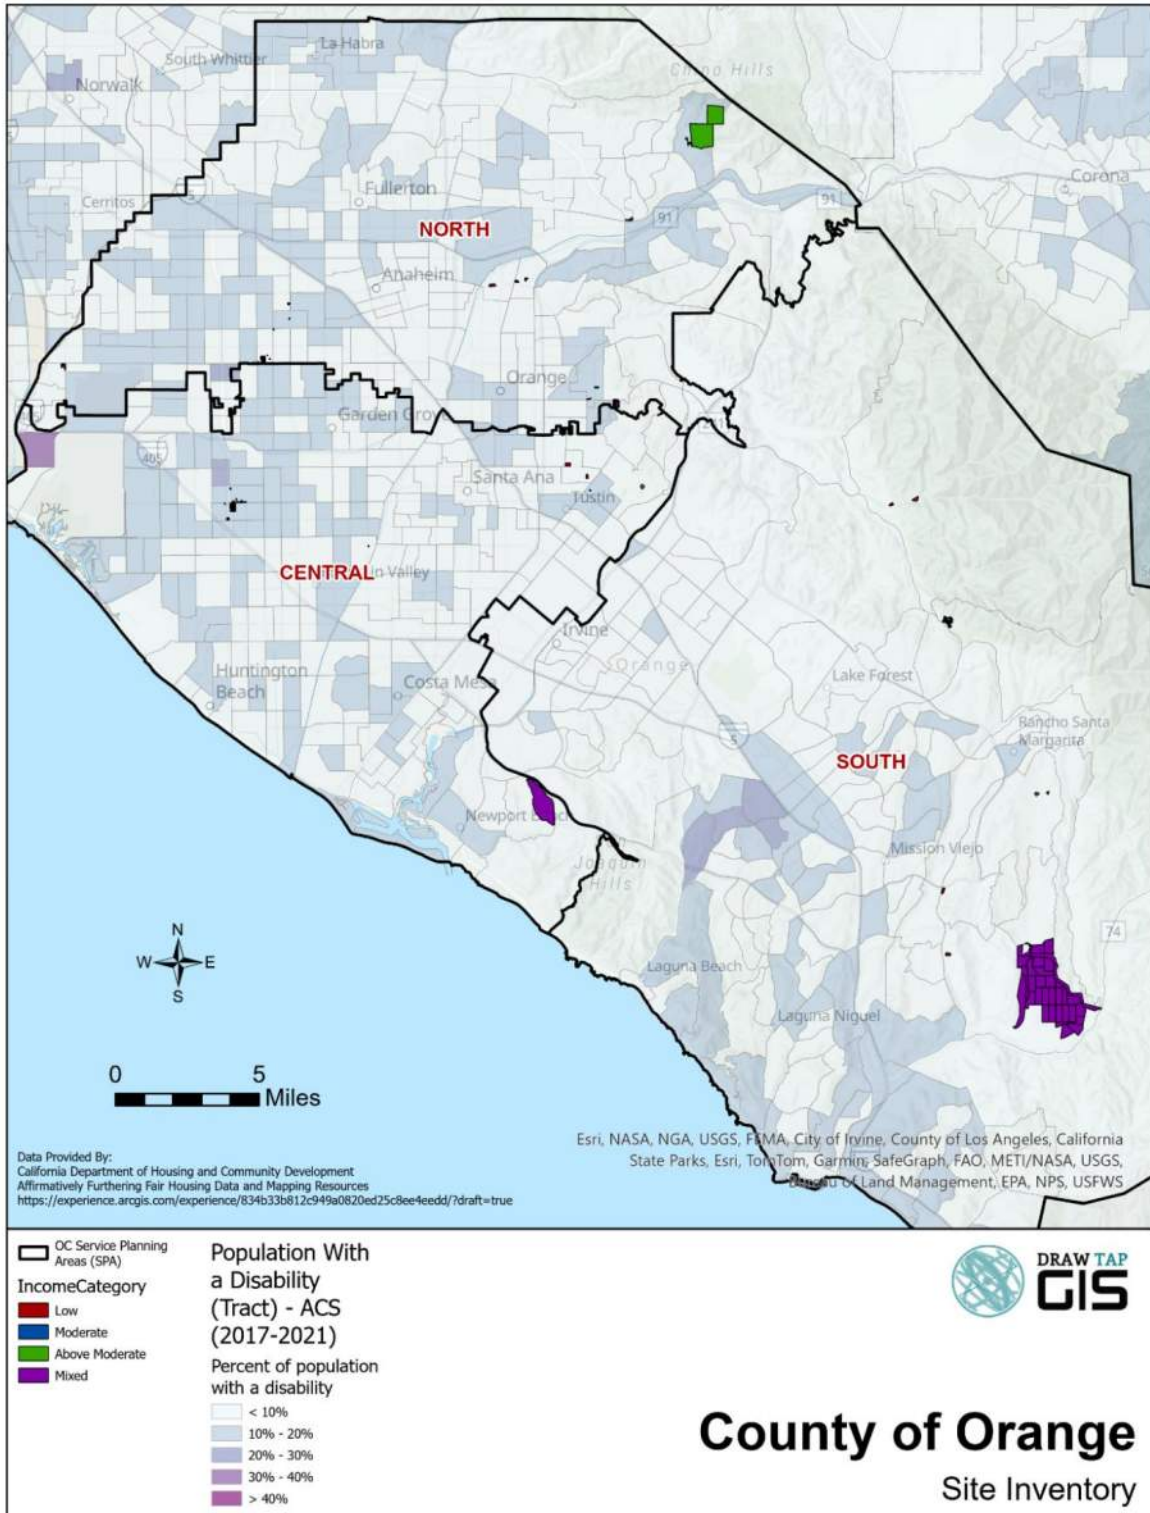 La Habra
South Whittier
Chino Hills
Norwalk
Corona
Cerritos
5
Fullerton
91
91
NORTH
Anaheim
Orange
Garden Grove
241
405
Santa Ana
Tustin
CENTRAL
in Valley
Irvine
Orange
Huntington
Beach
Costa Mesa
Lake Forest
Rancho Santa
Margarita
5
SOUTH
Newport Beach
Mission Viejo
Joaquin
Hills
74
N
W
E
S
Laguna Beach
Laguna Niguel
0
5
Miles
Esri, NASA, NGA, USGS, FEMA, City of Irvine, County of Los Angeles, California
State Parks, Esri, TomTom, Garmin, SafeGraph, FAO, METI/NASA, USGS,
Bureau of Land Management, EPA, NPS, USFWS
Data Provided By:
California Department of Housing and Community Development
Affirmatively Furthering Fair Housing Data and Mapping Resources
https://experience.arcgis.com/experience/834b33b812c949a0820ed25c8ee4eedd/?draft=true
OC Service Planning
Areas (SPA)
IncomeCategory
Low
Moderate
Above Moderate
Mixed
Population With
a Disability
(Tract) - ACS
(2017-2021)
Percent of population
with a disability
< 10%
10% - 20%
20% - 30%
30% - 40%
> 40%
DRAW TAP
GIS
County of Orange
Site Inventory